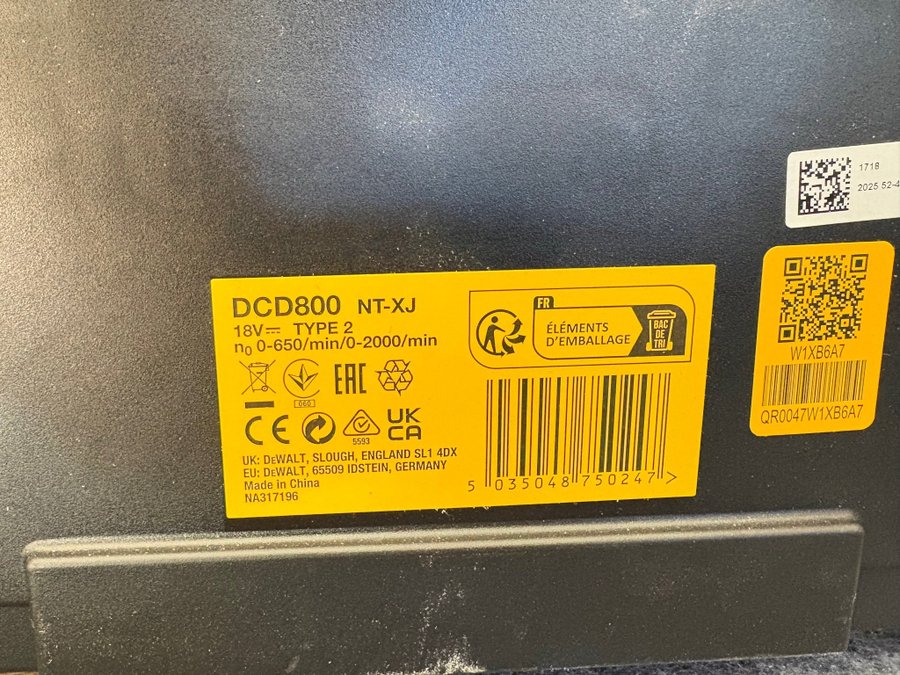 DCD800 NT-XJ
18V⎓ TYPE 2
n₀ 0-650/min/0-2000/min
060
EAC
CE
5593
UK
CA
UK: DEWALT, SLOUGH, ENGLAND SL1 4DX
EU: DEWALT, 65509 IDSTEIN, GERMANY
Made in China
NA317196
FR
ÉLÉMENTS
D'EMBALLAGE
BAC
DE
TRI
5 035048 750247 >
1718
2025 52-4
W1XB6A7
QR0047W1XB6A7